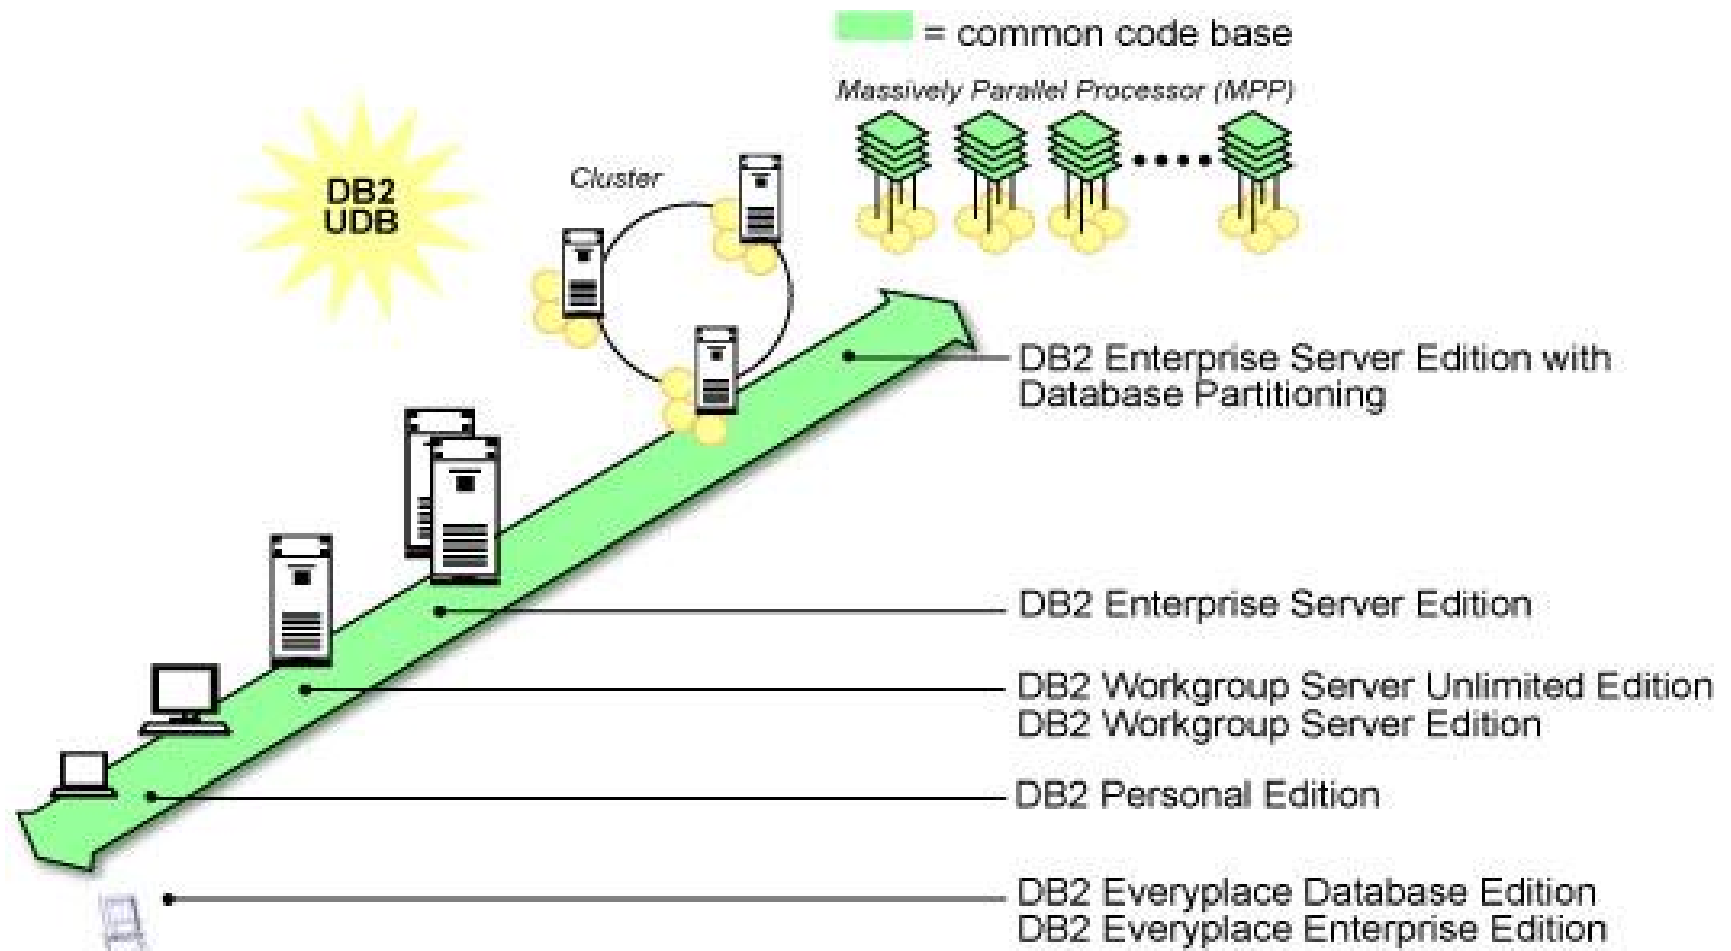 = common code base
Massively Parallel Processor (MPP)
Cluster
DB2
UDB
DB2 Enterprise Server Edition with
Database Partitioning
DB2 Enterprise Server Edition
DB2 Workgroup Server Unlimited Edition
DB2 Workgroup Server Edition
DB2 Personal Edition
DB2 Everyplace Database Edition
DB2 Everyplace Enterprise Edition